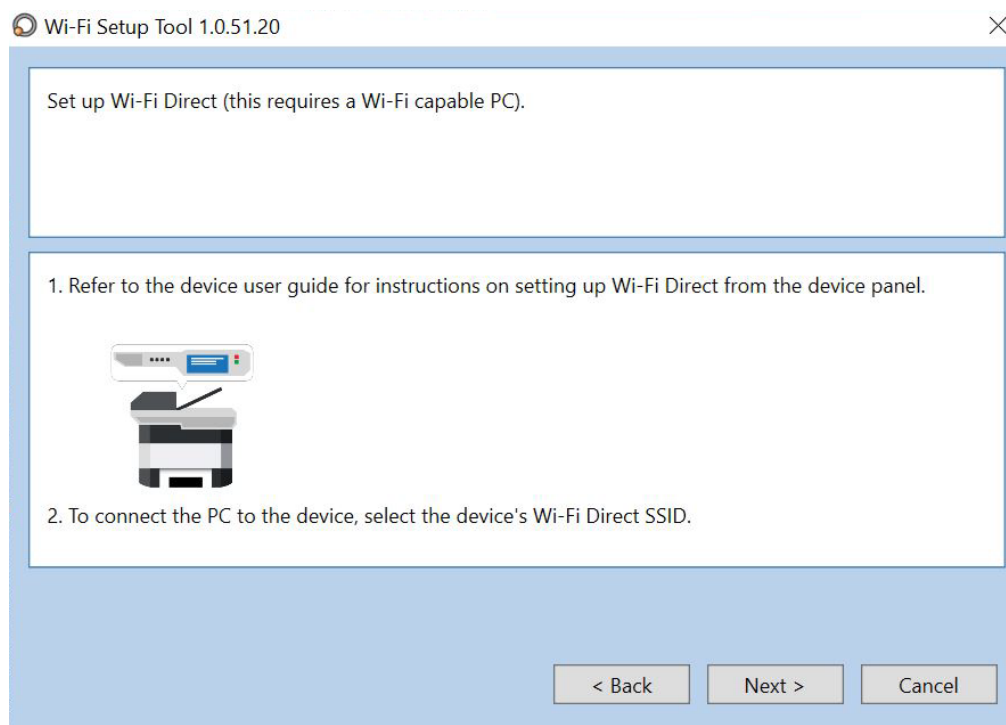 Wi-Fi Setup Tool 1.0.51.20
Set up Wi-Fi Direct (this requires a Wi-Fi capable PC).
1. Refer to the device user guide for instructions on setting up Wi-Fi Direct from the device panel.
2. To connect the PC to the device, select the device's Wi-Fi Direct SSID.
< Back Next > Cancel